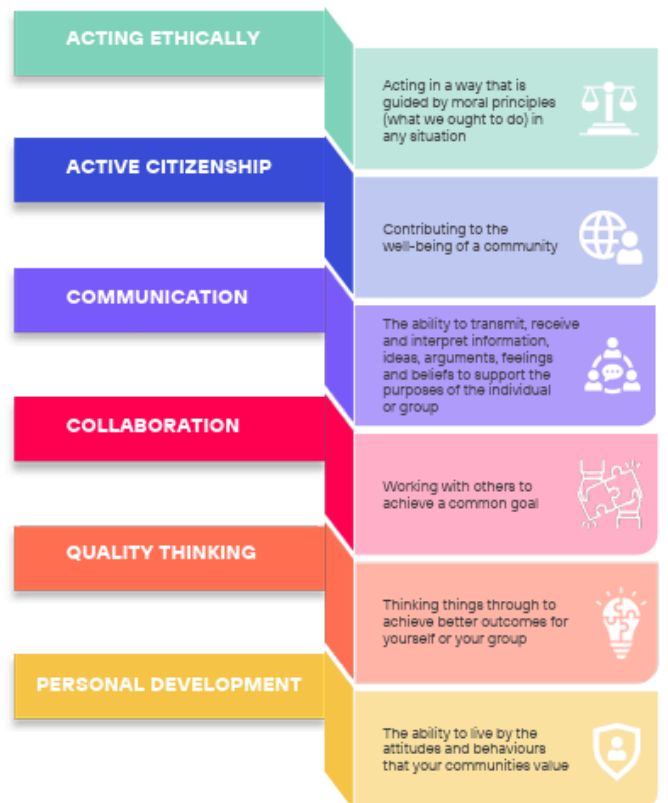 ACTING ETHICALLY
Acting in a way that is
guided by moral principles
(what we ought to do) in
any situation
ACTIVE CITIZENSHIP
Contributing to the
well-being of a community
COMMUNICATION
The ability to transmit, receive
and interpret information,
ideas, arguments, feelings
and beliefs to support the
purposes of the individual
or group
COLLABORATION
Working with others to
achieve a common goal
QUALITY THINKING
Thinking things through to
achieve better outcomes for
yourself or your group
PERSONAL DEVELOPMENT
The ability to live by the
attitudes and behaviours
that your communities value